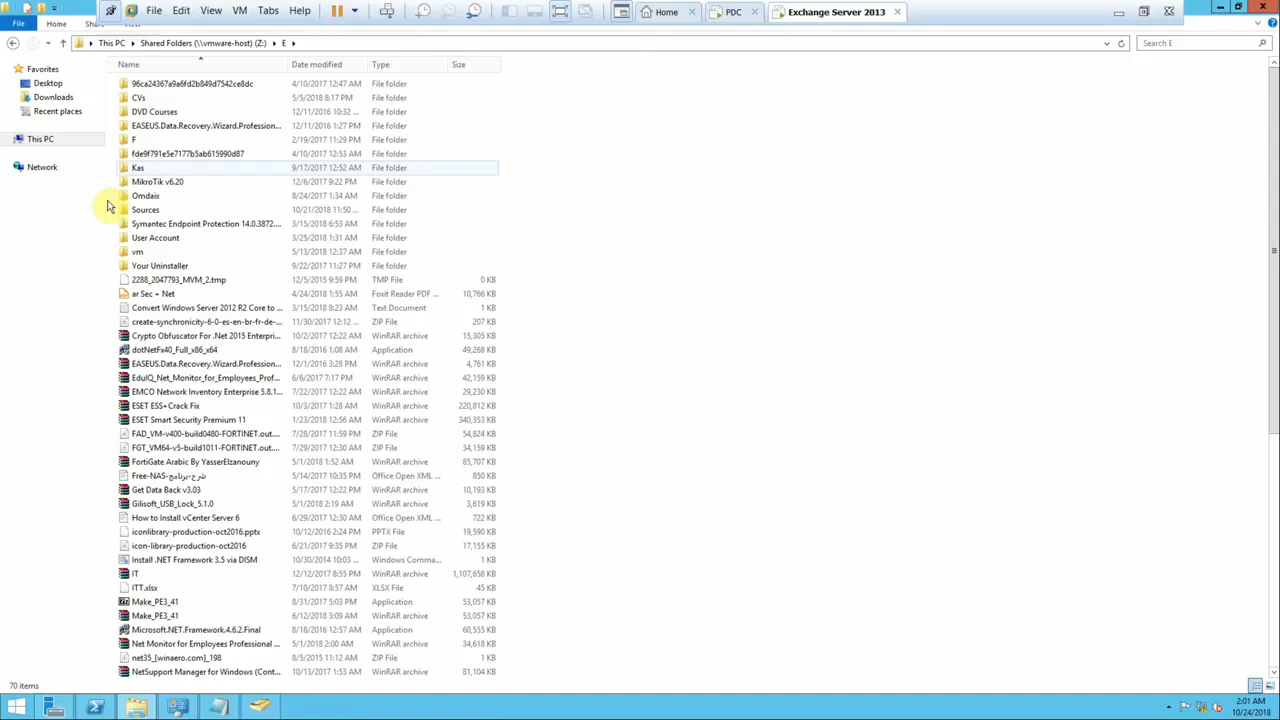 File Edit View VM Tabs Help Home PDC Exchange Server 2013
File Home Share
This PC Shared Folders (\\vmware-host) (Z:) E Search E
Name Date modified Type Size
Favorites
Desktop
Downloads
Recent places
This PC
Network
96ca24367a9a6fd2b849d7542ce8dc 4/10/2017 12:47 AM File folder
CVs 5/5/2018 8:17 PM File folder
DVD Courses 12/11/2016 10:32 ... File folder
EASEUS.Data.Recovery.Wizard.Profession... 12/11/2016 1:27 PM File folder
F 2/19/2017 11:29 PM File folder
fde9f791e5e7177b5ab615990d87 4/10/2017 12:53 AM File folder
Kas 9/17/2017 12:52 AM File folder
MikroTik v6.20 12/6/2017 9:22 PM File folder
Omdaix 8/24/2017 1:34 AM File folder
Sources 10/21/2018 11:50 ... File folder
Symantec Endpoint Protection 14.0.3872.... 3/15/2018 6:53 AM File folder
User Account 3/25/2018 1:31 AM File folder
vm 5/13/2018 12:37 AM File folder
Your Uninstaller 9/22/2017 11:27 PM File folder
2288_2047793_MVM_2.tmp 12/5/2015 9:59 PM TMP File 0 KB
ar Sec + Net 4/24/2018 1:55 AM Foxit Reader PDF ... 10,766 KB
Convert Windows Server 2012 R2 Core to ... 3/15/2018 8:23 AM Text Document 1 KB
create-synchronicity-6-0-es-en-br-fr-de-... 11/30/2017 12:12 ... ZIP File 207 KB
Crypto Obfuscator For .Net 2015 Enterpri... 10/2/2017 12:22 AM WinRAR archive 15,305 KB
dotNetFx40_Full_x86_x64 8/18/2016 1:08 AM Application 49,268 KB
EASEUS.Data.Recovery.Wizard.Profession... 12/1/2016 3:28 PM WinRAR archive 4,761 KB
EduIQ_Net_Monitor_for_Employees_Prof... 6/6/2017 7:17 PM WinRAR archive 42,159 KB
EMCO Network Inventory Enterprise 5.8.1... 7/22/2017 12:22 AM WinRAR archive 29,230 KB
ESET ESS+Crack Fix 10/3/2017 1:28 AM WinRAR archive 220,812 KB
ESET Smart Security Premium 11 1/23/2018 12:56 AM WinRAR archive 340,353 KB
FAD_VM-v400-build0480-FORTINET.out.... 7/28/2017 11:59 PM ZIP File 54,824 KB
FGT_VM64-v5-build1011-FORTINET.out.... 7/29/2017 12:30 AM ZIP File 34,159 KB
FortiGate Arabic By YasserElzanouny 5/1/2018 1:52 AM WinRAR archive 85,707 KB
Free-NAS-شرح-برنامج 5/14/2017 10:35 PM Office Open XML ... 850 KB
Get Data Back v3.03 5/17/2017 12:22 PM WinRAR archive 10,193 KB
Gilisoft_USB_Lock_5.1.0 5/1/2018 2:19 AM WinRAR archive 3,619 KB
How to Install vCenter Server 6 6/29/2017 12:30 AM Office Open XML ... 722 KB
iconlibrary-production-oct2016.pptx 10/12/2016 2:24 PM PPTX File 19,590 KB
icon-library-production-oct2016 6/21/2017 9:35 PM ZIP File 17,155 KB
Install .NET Framework 3.5 via DISM 10/30/2014 10:03 ... Windows Comma... 1 KB
IT 12/12/2017 8:55 PM WinRAR archive 1,107,658 KB
ITT.xlsx 7/10/2017 8:57 AM XLSX File 45 KB
Make_PE3_41 8/31/2017 5:03 PM Application 53,057 KB
Make_PE3_41 6/12/2018 3:09 AM WinRAR archive 53,057 KB
Microsoft.NET.Framework.4.6.2.Final 8/18/2016 12:57 AM Application 60,555 KB
Net Monitor for Employees Professional ... 5/1/2018 2:00 AM WinRAR archive 34,618 KB
net35_[winaero.com]_198 8/5/2015 11:12 AM ZIP File 1 KB
NetSupport Manager for Windows (Cont... 10/13/2017 1:53 AM WinRAR archive 81,104 KB
70 items
2:01 AM
10/24/2018